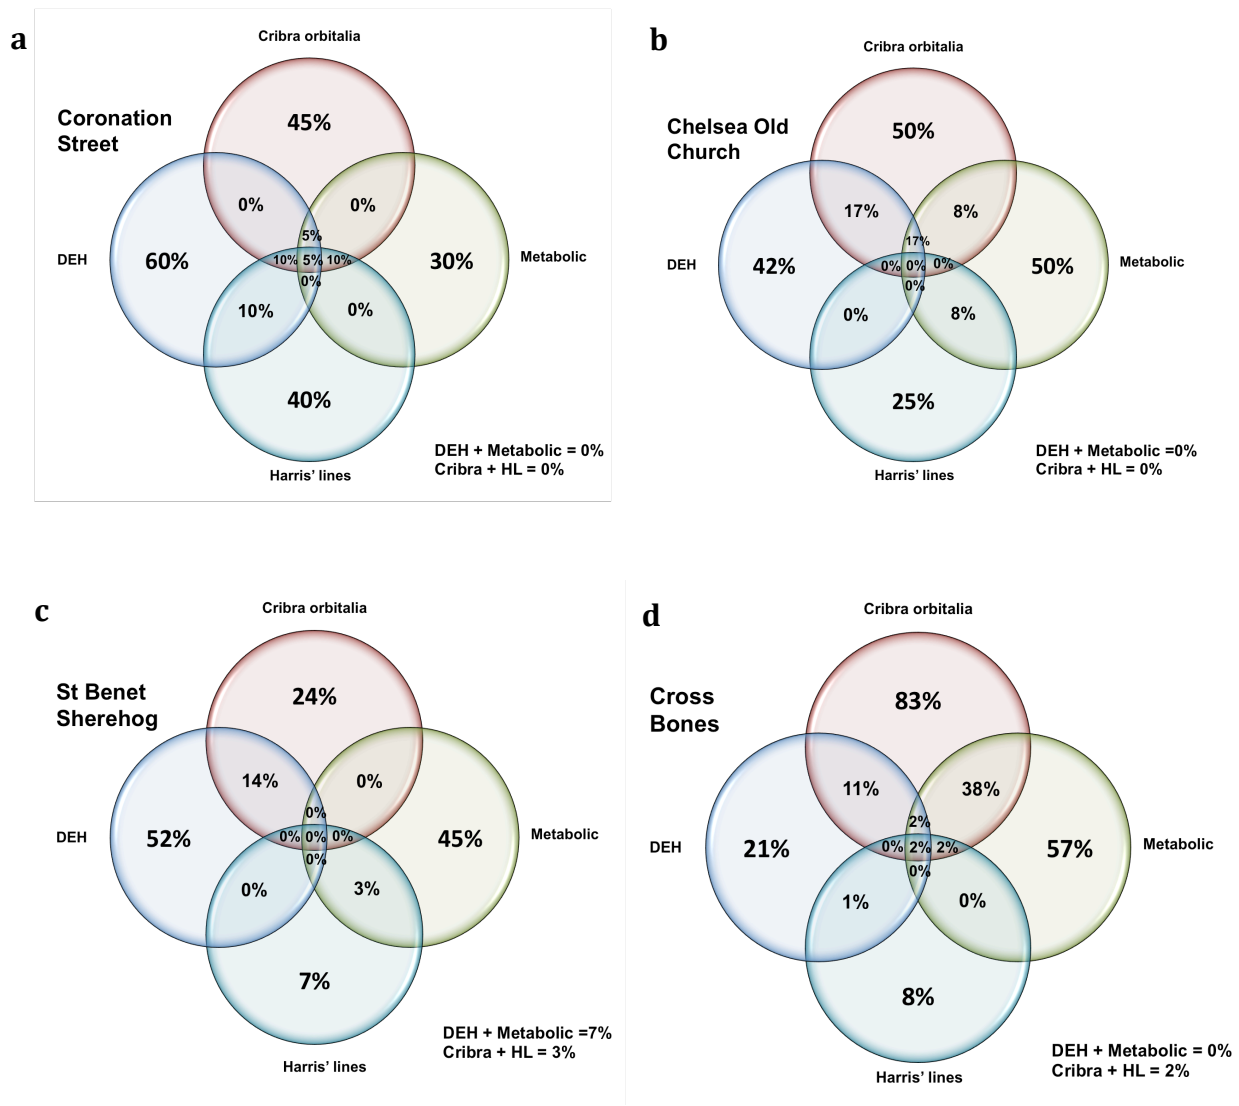 a
Cribra orbitalia
Coronation
Street
45%
0%
0%
5%
DEH
60%
10%
5%
10%
30%
Metabolic
0%
10%
0%
40%
DEH + Metabolic = 0%
Cribra + HL = 0%
Harris’ lines
b
Cribra orbitalia
Chelsea Old
Church
50%
17%
8%
17%
DEH
42%
0%
0%
0%
50%
Metabolic
0%
0%
8%
25%
DEH + Metabolic =0%
Cribra + HL = 0%
Harris’ lines
c
Cribra orbitalia
St Benet
Sherehog
24%
14%
0%
0%
DEH
52%
0%
0%
0%
45%
Metabolic
0%
0%
3%
7%
DEH + Metabolic =7%
Cribra + HL = 3%
Harris’ lines
d
Cribra orbitalia
Cross
Bones
83%
11%
38%
2%
DEH
21%
0%
2%
2%
57%
Metabolic
0%
1%
0%
8%
DEH + Metabolic = 0%
Cribra + HL = 2%
Harris’ lines